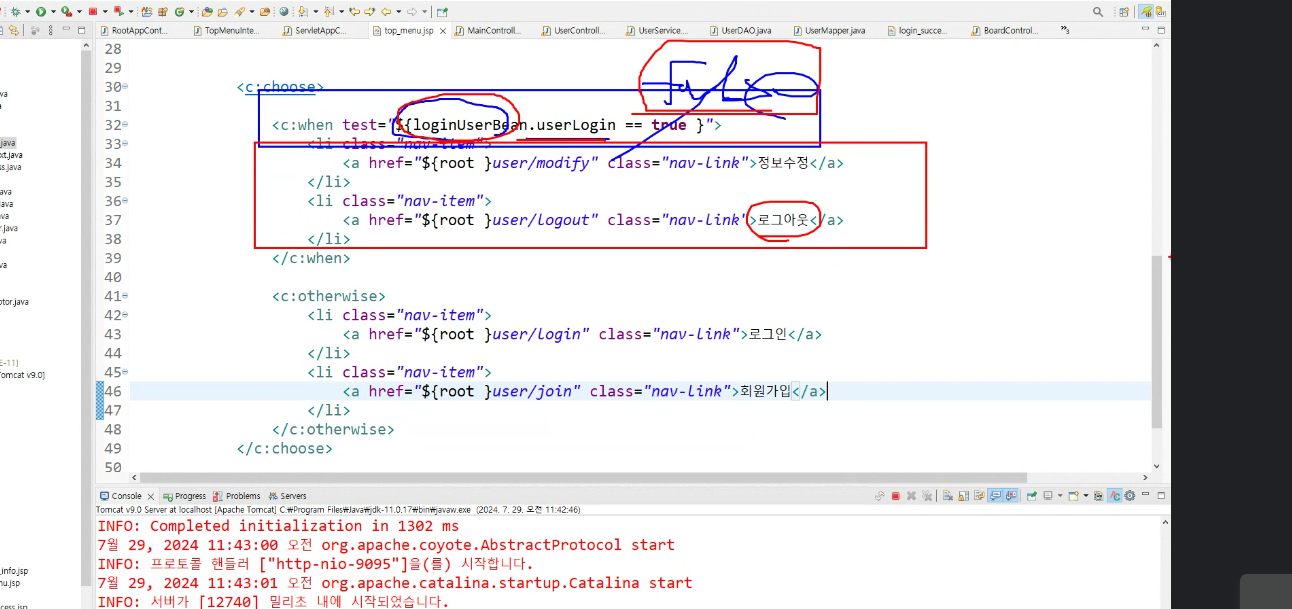 RootAppCont...
TopMenuInte...
ServletAppC...
top_menu.jsp
MainControll...
UserControll...
UserService....
UserDAO.java
UserMapper.java
login_succe...
BoardControl...
»3
28
29
30 <c:choose>
31
32 <c:when test="${loginUserBean.userLogin == true }">
33 <li class="nav-item">
34 <a href="${root }user/modify" class="nav-link">정보수정</a>
35 </li>
36 <li class="nav-item">
37 <a href="${root }user/logout" class="nav-link">로그아웃</a>
38 </li>
39 </c:when>
40
41 <c:otherwise>
42 <li class="nav-item">
43 <a href="${root }user/login" class="nav-link">로그인</a>
44 </li>
45 <li class="nav-item">
46 <a href="${root }user/join" class="nav-link">회원가입</a>
47 </li>
48 </c:otherwise>
49 </c:choose>
50
va
java
xt.java
ss.java
ava
java
va
r.java
va
va
otor.java
E-11]
Tomcat v9.0]
_info.jsp
nu.jsp
Console
Progress
Problems
Servers
Tomcat v9.0 Server at localhost [Apache Tomcat] C:₩Program Files₩Java₩jdk-11.0.17₩bin₩javaw.exe (2024. 7. 29. 오전 11:42:46)
INFO: Completed initialization in 1302 ms
7월 29, 2024 11:43:00 오전 org.apache.coyote.AbstractProtocol start
INFO: 프로토콜 핸들러 ["http-nio-9095"]을(를) 시작합니다.
7월 29, 2024 11:43:01 오전 org.apache.catalina.startup.Catalina start
INFO: 서버가 [12740] 밀리초 내에 시작되었습니다.